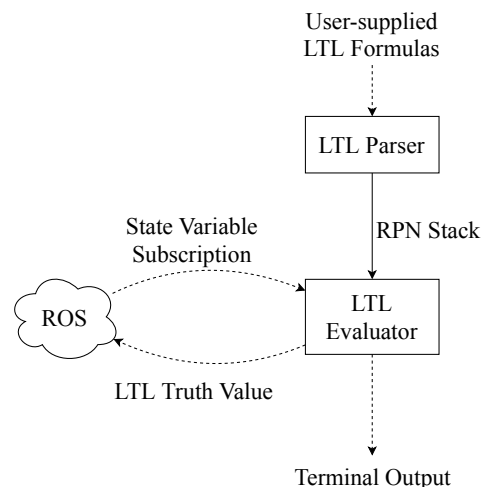 User-supplied
LTL Formulas
LTL Parser
RPN Stack
State Variable
Subscription
ROS
LTL
Evaluator
LTL Truth Value
Terminal Output